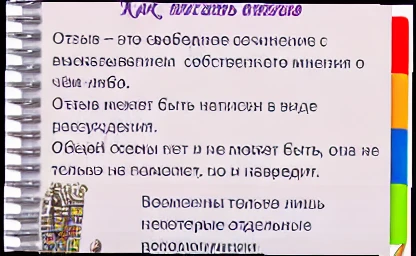 Как писать отзыв
Отзыв – это свободное сочинение с
высказыванием собственного мнения о
чём-либо.
Отзыв может быть написан в виде
рассуждения.
Общей схемы нет и не может быть, она не
только не поможет, но и навредит.
Возможны только лишь
некоторые отдельные